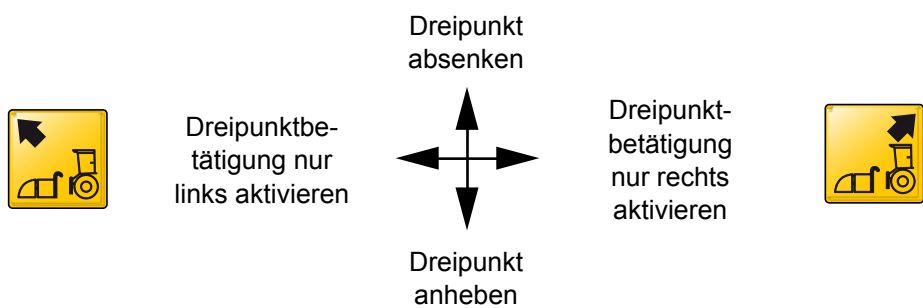 Dreipunkt
absenken
Dreipunktbe-
tätigung nur
links aktivieren
Dreipunkt-
betätigung
nur rechts
aktivieren
Dreipunkt
anheben